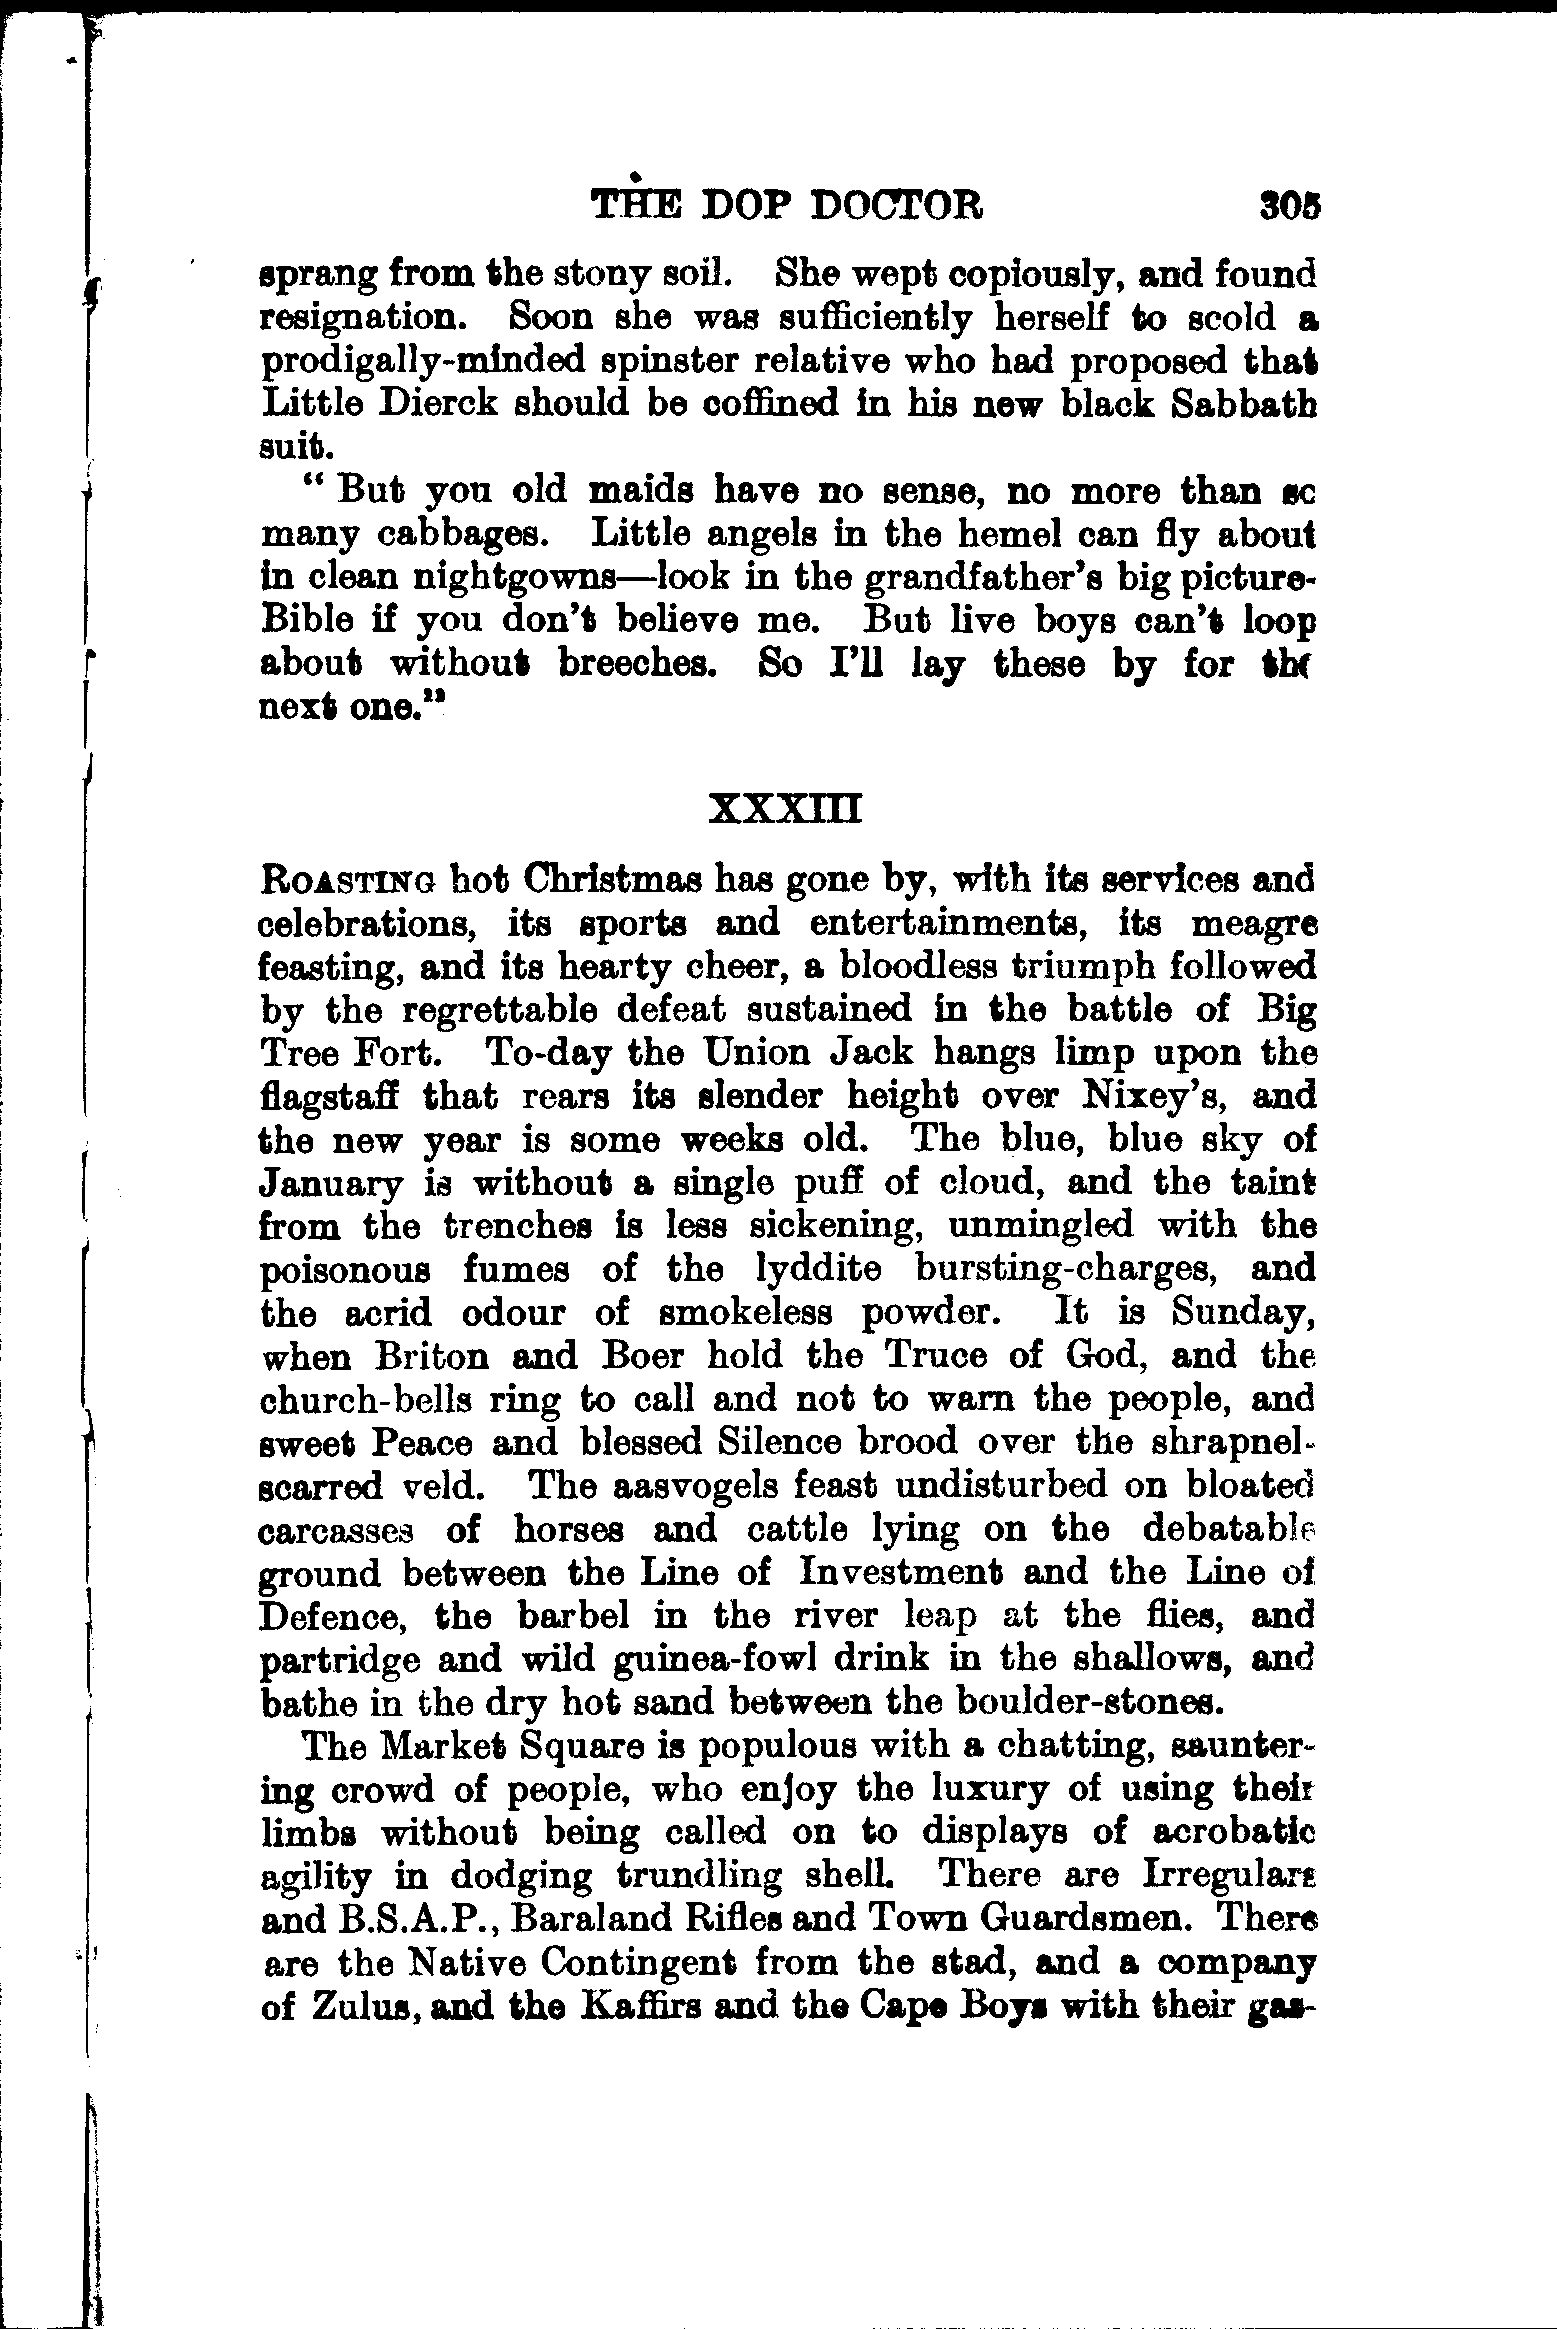 THE DOP DOCTOR 305
sprang from the stony soil. She wept copiously, and found
resignation. Soon she was sufficiently herself to scold a
prodigally-minded spinster relative who had proposed that
Little Dierck should be coffined in his new black Sabbath
suit.
“ But you old maids have no sense, no more than so
many cabbages. Little angels in the hemel can fly about
in clean nightgowns—look in the grandfather's big picture-
Bible if you don't believe me. But live boys can't loop
about without breeches. So I'll lay these by for the
next one.”
XXXIII
ROASTING hot Christmas has gone by, with its services and
celebrations, its sports and entertainments, its meagre
feasting, and its hearty cheer, a bloodless triumph followed
by the regrettable defeat sustained in the battle of Big
Tree Fort. To-day the Union Jack hangs limp upon the
flagstaff that rears its slender height over Nixey's, and
the new year is some weeks old. The blue, blue sky of
January is without a single puff of cloud, and the taint
from the trenches is less sickening, unmingled with the
poisonous fumes of the lyddite bursting-charges, and
the acrid odour of smokeless powder. It is Sunday,
when Briton and Boer hold the Truce of God, and the
church-bells ring to call and not to warn the people, and
sweet Peace and blessed Silence brood over the shrapnel-
scarred veld. The aasvogels feast undisturbed on bloated
carcasses of horses and cattle lying on the debatable
ground between the Line of Investment and the Line of
Defence, the barbel in the river leap at the flies, and
partridge and wild guinea-fowl drink in the shallows, and
bathe in the dry hot sand between the boulder-stones.
The Market Square is populous with a chatting, saunter-
ing crowd of people, who enjoy the luxury of using their
limbs without being called on to displays of acrobatic
agility in dodging trundling shell. There are Irregulars
and B.S.A.P., Baraland Rifles and Town Guardsmen. There
are the Native Contingent from the stad, and a company
of Zulus, and the Kaffirs and the Cape Boys with their gas-